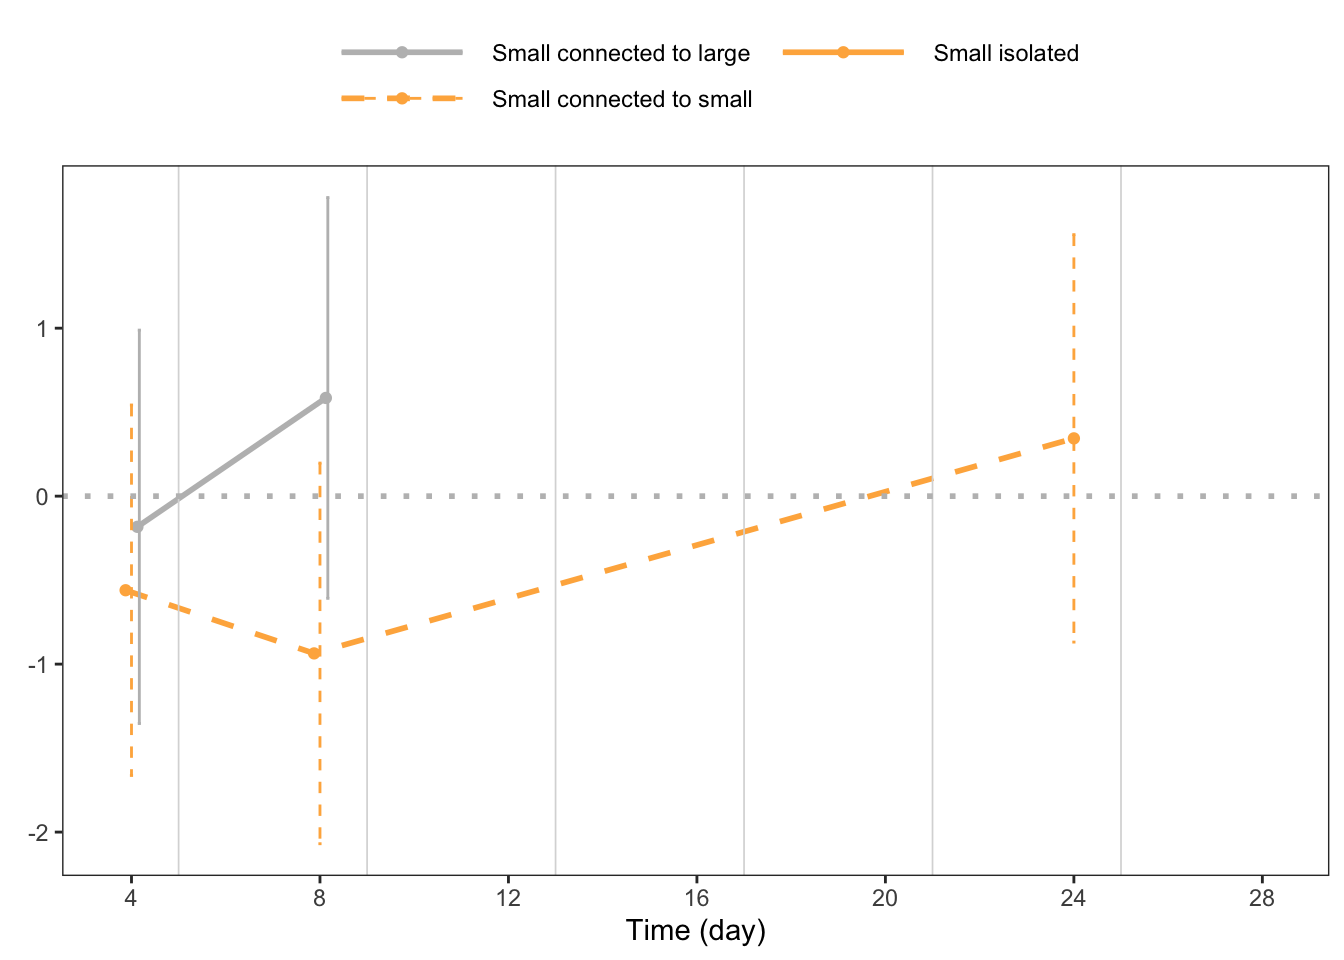 Small connected to large
Small isolated
Small connected to small
1
0
-1
-2
4 8 12 16 20 24 28
Time (day)